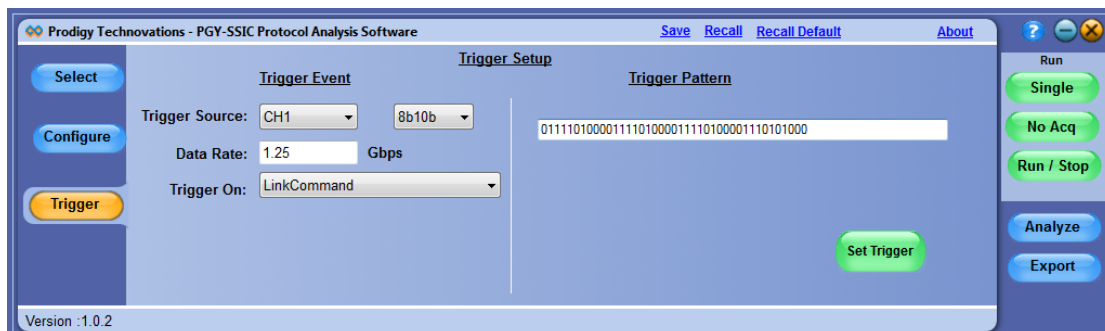 Prodigy Technovations - PGY-SSIC Protocol Analysis Software Save Recall Recall Default About ?
Trigger Setup
Select
Configure
Trigger
Trigger Event
Trigger Source: CH1 8b10b
Data Rate: 1.25 Gbps
Trigger On: LinkCommand
Trigger Pattern
01111010000111101000011110100001110101000
Set Trigger
Run
Single
No Acq
Run / Stop
Analyze
Export
Version :1.0.2